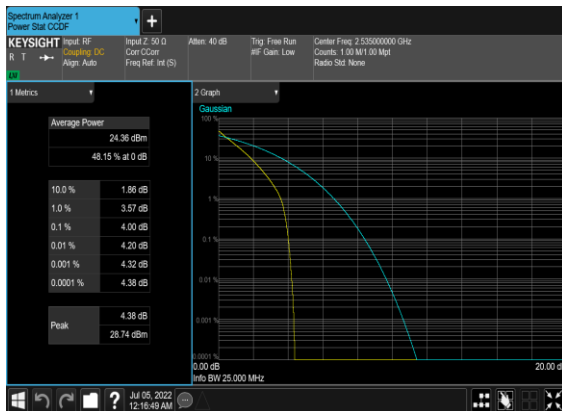 Spectrum Analyzer 1
Power Stat CCDF
+
KEYSIGHT
R T
LXI
Input: RF
Coupling: DC
Align: Auto
Input Z: 50 Ω
Corr CCorr
Freq Ref: Int (S)
Atten: 40 dB
Trig: Free Run
#IF Gain: Low
Center Freq: 2.535000000 GHz
Counts: 1.00 M/1.00 Mpt
Radio Std: None
1 Metrics
Average Power
24.36 dBm
48.15 % at 0 dB
10.0 % 1.86 dB
1.0 % 3.57 dB
0.1 % 4.00 dB
0.01 % 4.20 dB
0.001 % 4.32 dB
0.0001 % 4.38 dB
Peak
4.38 dB
28.74 dBm
2 Graph
Gaussian
100 %
10 %
1 %
0.1 %
0.01 %
0.001 %
0.0001 %
0.00 dB
20.00 d
Info BW 25.000 MHz
?
Jul 05, 2022
12:16:49 AM